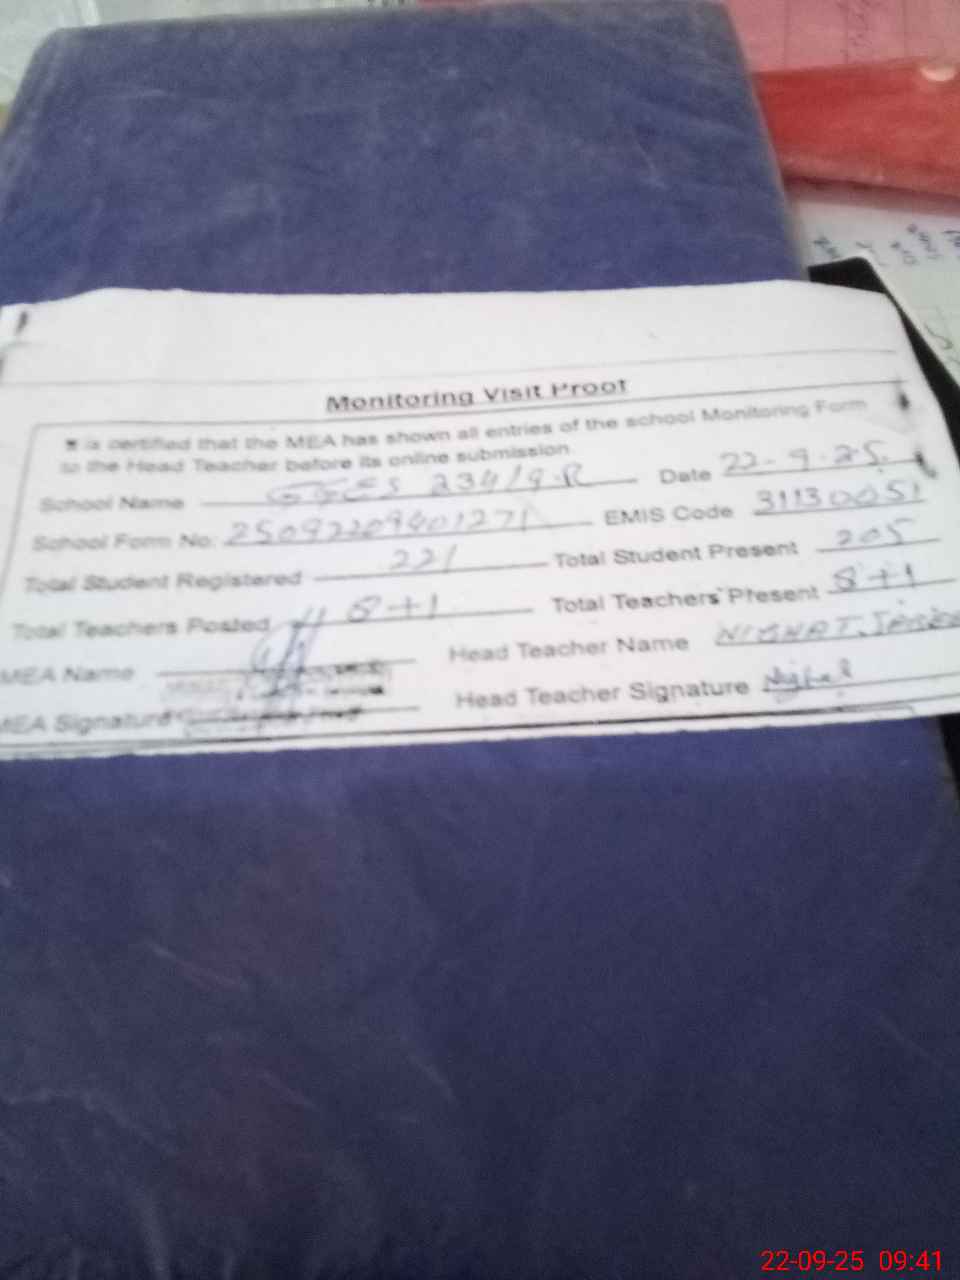 Monitoring Visit Proof
It is certified that the MEA has shown all entries of the school Monitoring Form
to the Head Teacher before its online submission.
School Name GGES 234/9-R Date 22-9-25.
School Form No: 25092209401271 EMIS Code 31130051
Total Student Registered 221 Total Student Present 205
Total Teachers Posted 8+1 Total Teachers Present 8+1
MEA Name Head Teacher Name
MEA Signature Head Teacher Signature
22-09-25 09:41